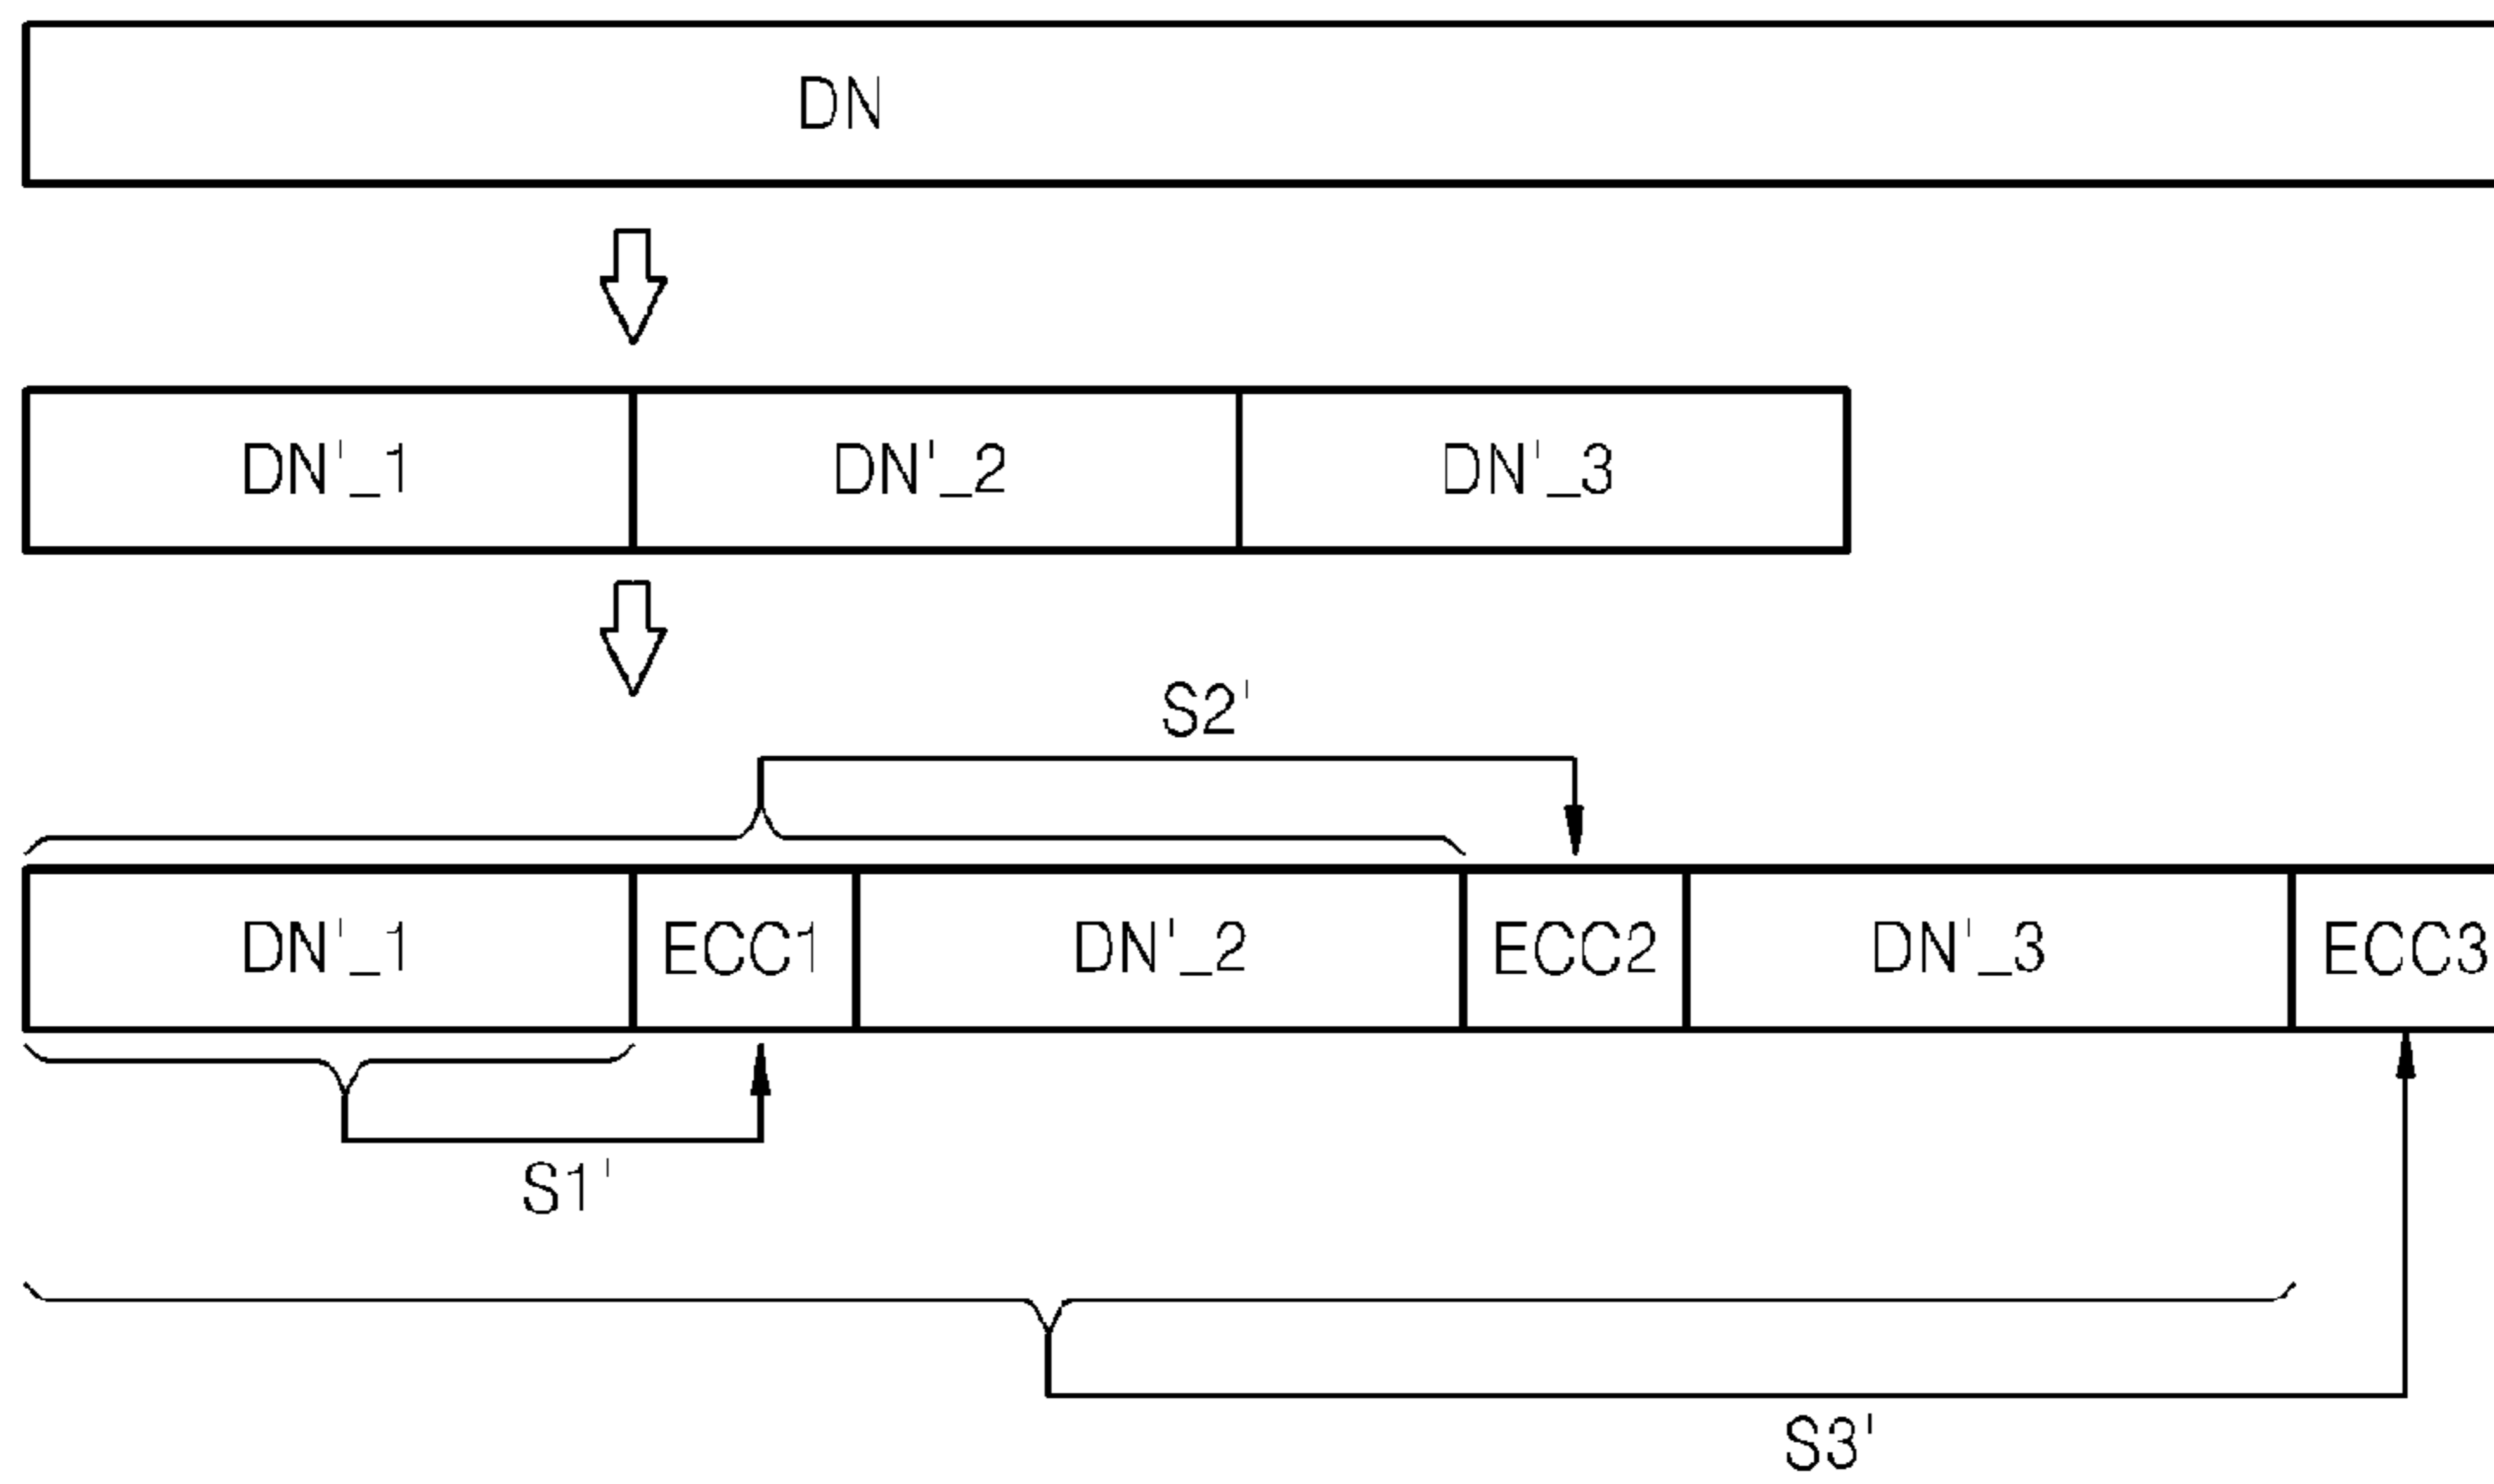 DN
DN'_1 DN'_2 DN'_3
S2'
DN'_1 ECC1 DN'_2 ECC2 DN'_3 ECC3
S1'
S3'